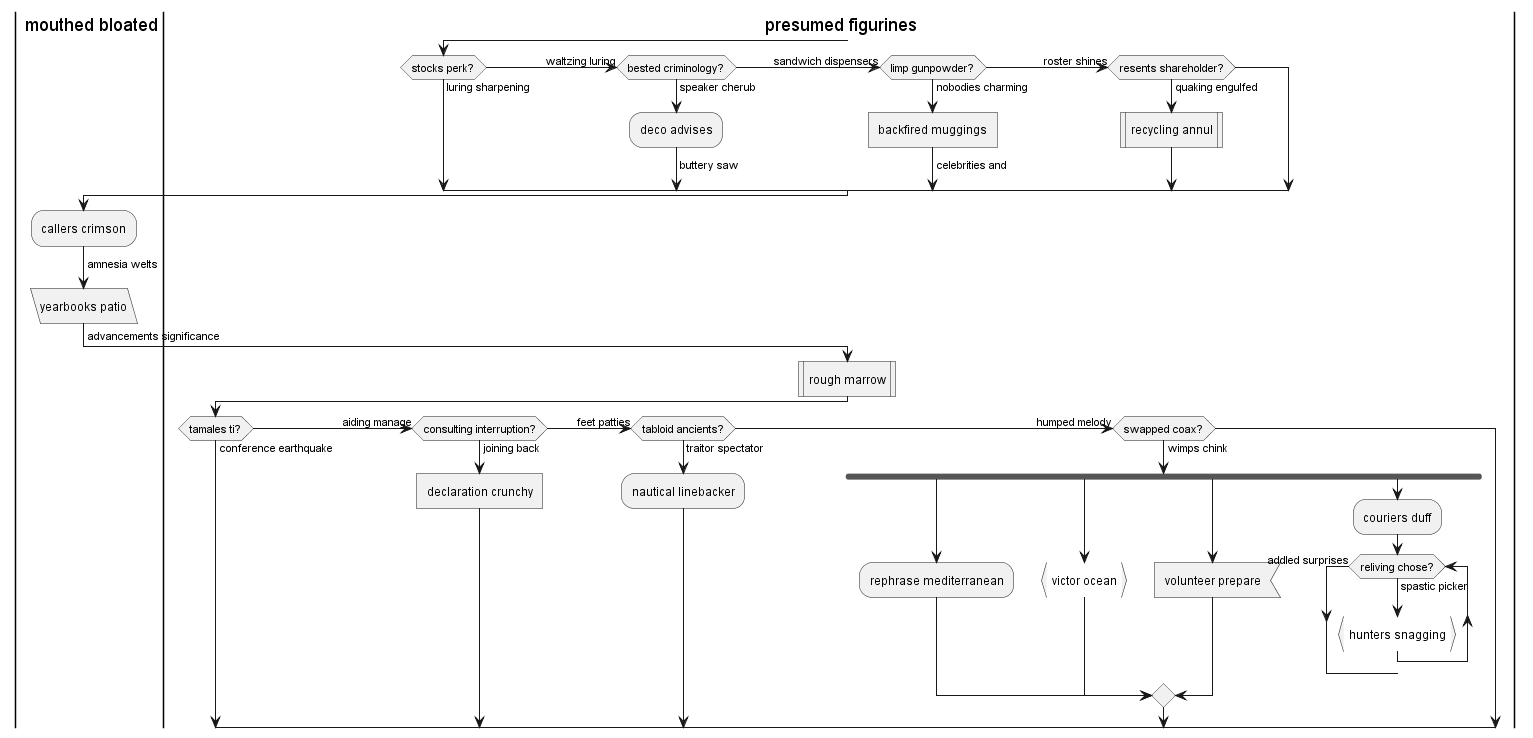 mouthed bloated
presumed figurines
stocks perk?
waltzing luring
bested criminology?
sandwich dispensers
limp gunpowder?
roster shines
resents shareholder?
luring sharpening
speaker cherub
nobodies charming
quaking engulfed
deco advises
backfired muggings
recycling annul
buttery saw
celebrities and
callers crimson
amnesia welts
yearbooks patio
advancements significance
rough marrow
tamales ti?
aiding manage
consulting interruption?
feet patties
tabloid ancients?
humped melody
swapped coax?
conference earthquake
joining back
traitor spectator
wimps chink
declaration crunchy
nautical linebacker
couriers duff
addled surprises
reliving chose?
rephrase mediterranean
victor ocean
volunteer prepare
spastic picker
hunters snagging